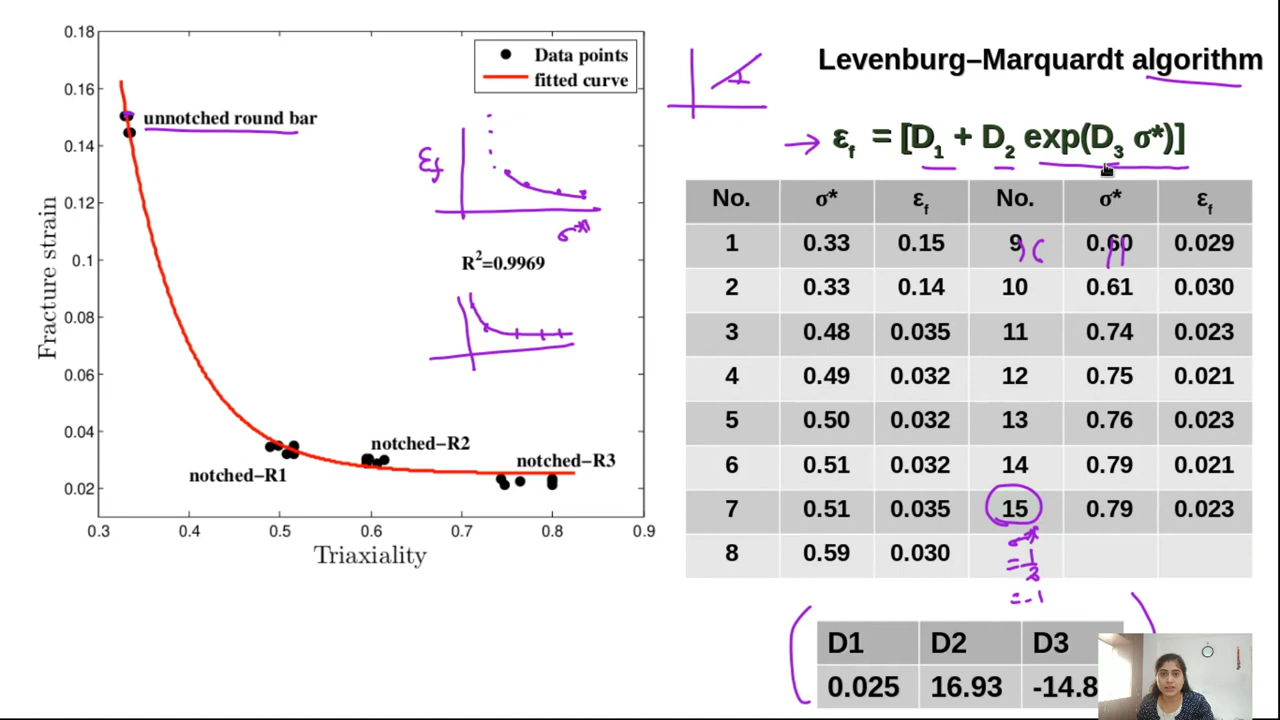 0.18
0.16
0.14
0.12
0.1
0.08
0.06
0.04
0.02
0.3 0.4 0.5 0.6 0.7 0.8 0.9
Fracture strain
Triaxiality
Data points
fitted curve
unnotched round bar
εf
σ*
R²=0.9969
notched–R1
notched–R2
notched–R3
Levenburg–Marquardt algorithm
εf = [D1 + D2 exp(D3 σ*)]
No. σ* εf No. σ* εf
1 0.33 0.15 9 0.60 0.029
2 0.33 0.14 10 0.61 0.030
3 0.48 0.035 11 0.74 0.023
4 0.49 0.032 12 0.75 0.021
5 0.50 0.032 13 0.76 0.023
6 0.51 0.032 14 0.79 0.021
7 0.51 0.035 15 0.79 0.023
8 0.59 0.030
σ*
= 1/3
= -1
D1 D2 D3
0.025 16.93 -14.8